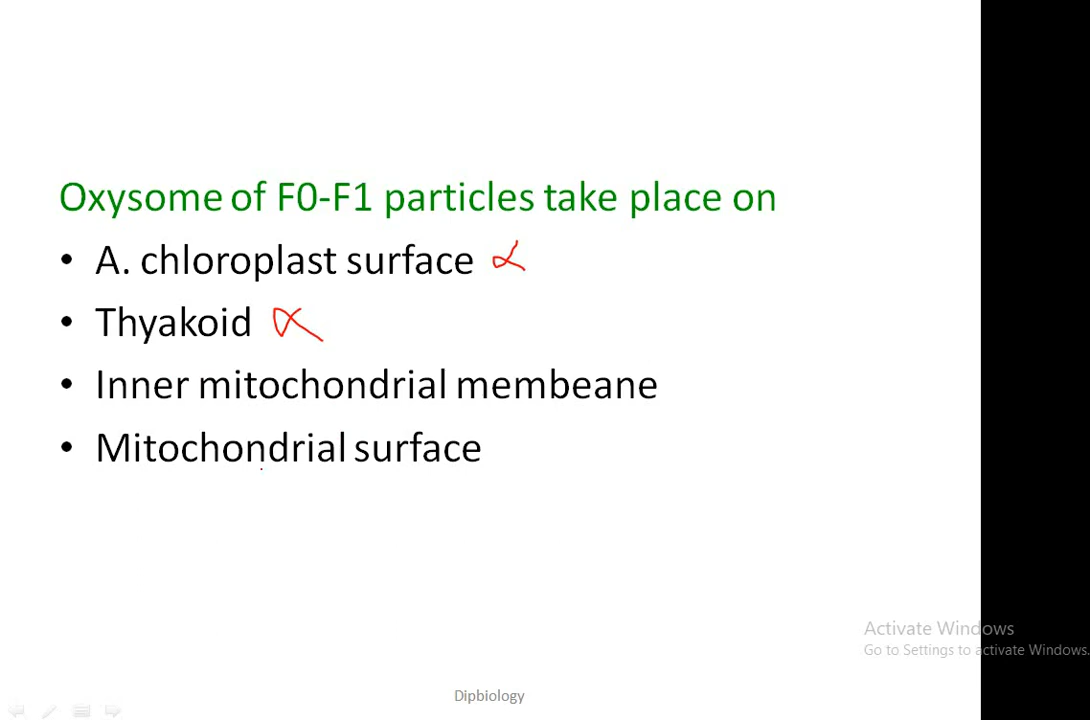 Oxysome of F0-F1 particles take place on
• A. chloroplast surface
• Thyakoid
• Inner mitochondrial membeane
• Mitochondrial surface
Activate Windows
Go to Settings to activate Windows.
Dipbiology